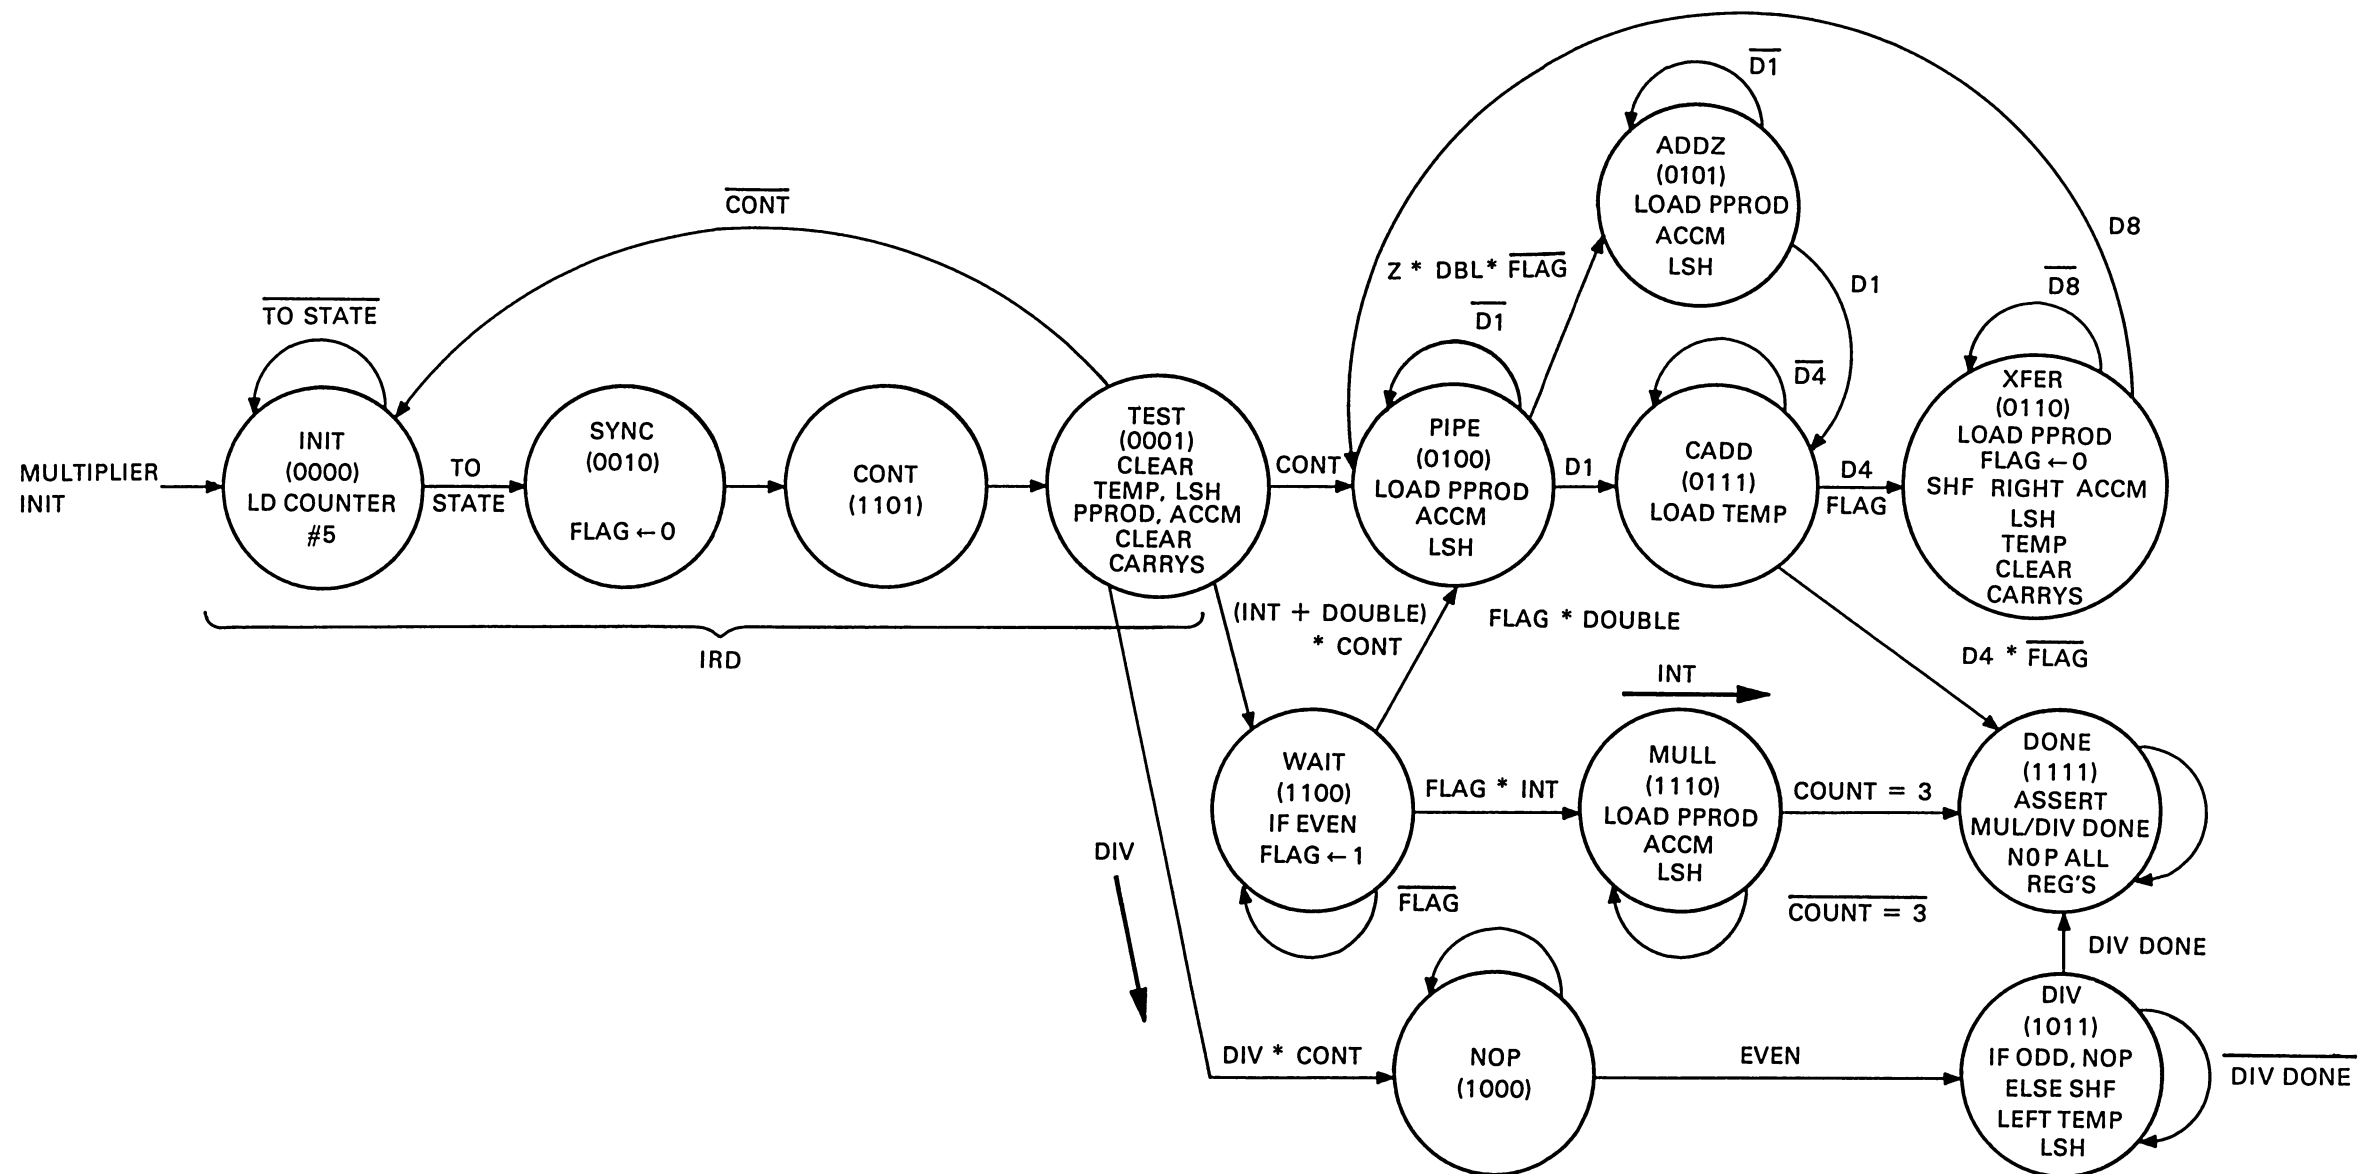 MULTIPLIER
INIT
TO STATE
INIT
(0000)
LD COUNTER
#5
TO
STATE
CONT
SYNC
(0010)
FLAG ← 0
CONT
(1101)
TEST
(0001)
CLEAR
TEMP, LSH
PPROD, ACCM
CLEAR
CARRYS
IRD
CONT
Z * DBL * FLAG
D1
PIPE
(0100)
LOAD PPROD
ACCM
LSH
D1
ADDZ
(0101)
LOAD PPROD
ACCM
LSH
D1
D1
D4
CADD
(0111)
LOAD TEMP
D4
FLAG
D8
D8
XFER
(0110)
LOAD PPROD
FLAG ← 0
SHF RIGHT ACCM
LSH
TEMP
CLEAR
CARRYS
(INT + DOUBLE)
* CONT
FLAG * DOUBLE
D4 * FLAG
INT
WAIT
(1100)
IF EVEN
FLAG ← 1
FLAG
FLAG * INT
MULL
(1110)
LOAD PPROD
ACCM
LSH
COUNT = 3
COUNT = 3
DONE
(1111)
ASSERT
MUL/DIV DONE
NOP ALL
REG'S
DIV
DIV * CONT
NOP
(1000)
EVEN
DIV DONE
DIV
(1011)
IF ODD, NOP
ELSE SHF
LEFT TEMP
LSH
DIV DONE